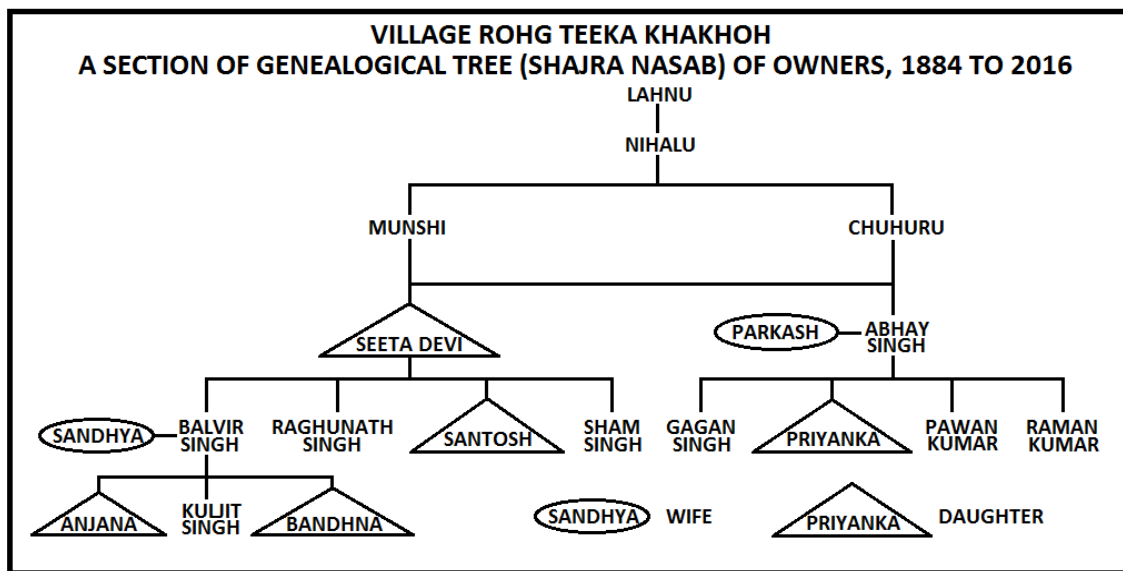 VILLAGE ROHG TEEKA KHAKHOH
A SECTION OF GENEALOGICAL TREE (SHAJRA NASAB) OF OWNERS, 1884 TO 2016
LAHNU
NIHALU
MUNSHI
CHUHURU
SEETA DEVI
PARKASH
ABHAY
SINGH
SANDHYA
BALVIR
SINGH
RAGHUNATH
SINGH
SANTOSH
SHAM
SINGH
GAGAN
SINGH
PRIYANKA
PAWAN
KUMAR
RAMAN
KUMAR
ANJANA
KULJIT
SINGH
BANDHNA
SANDHYA WIFE
PRIYANKA DAUGHTER